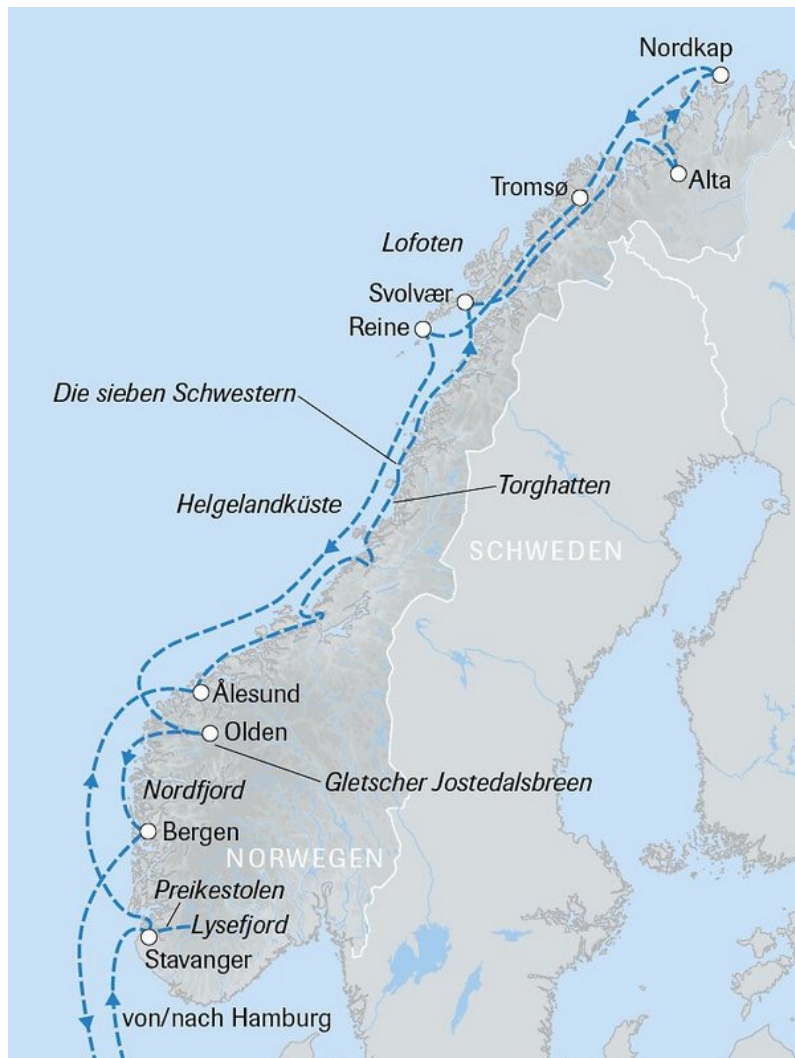 Nordkap
Alta
Tromsø
Lofoten
Svolvær
Reine
Die sieben Schwestern
Torghatten
Helgelandküste
SCHWEDEN
Ålesund
Olden
Gletscher Jostedalsbreen
Nordfjord
Bergen
NORWEGEN
Preikestolen
Lysefjord
Stavanger
von/nach Hamburg